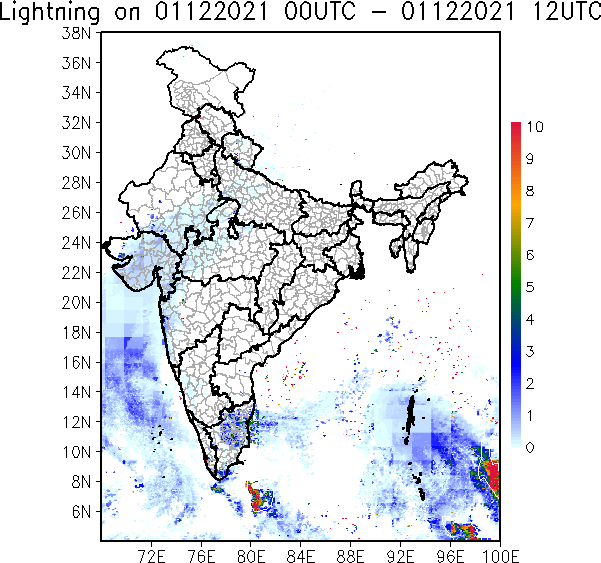 Lightning on 01122021 00UTC – 01122021 12UTC
38N
36N
34N
32N
30N
28N
26N
24N
22N
20N
18N
16N
14N
12N
10N
8N
6N
72E 76E 80E 84E 88E 92E 96E 100E
10
9
8
7
6
5
4
3
2
1
0